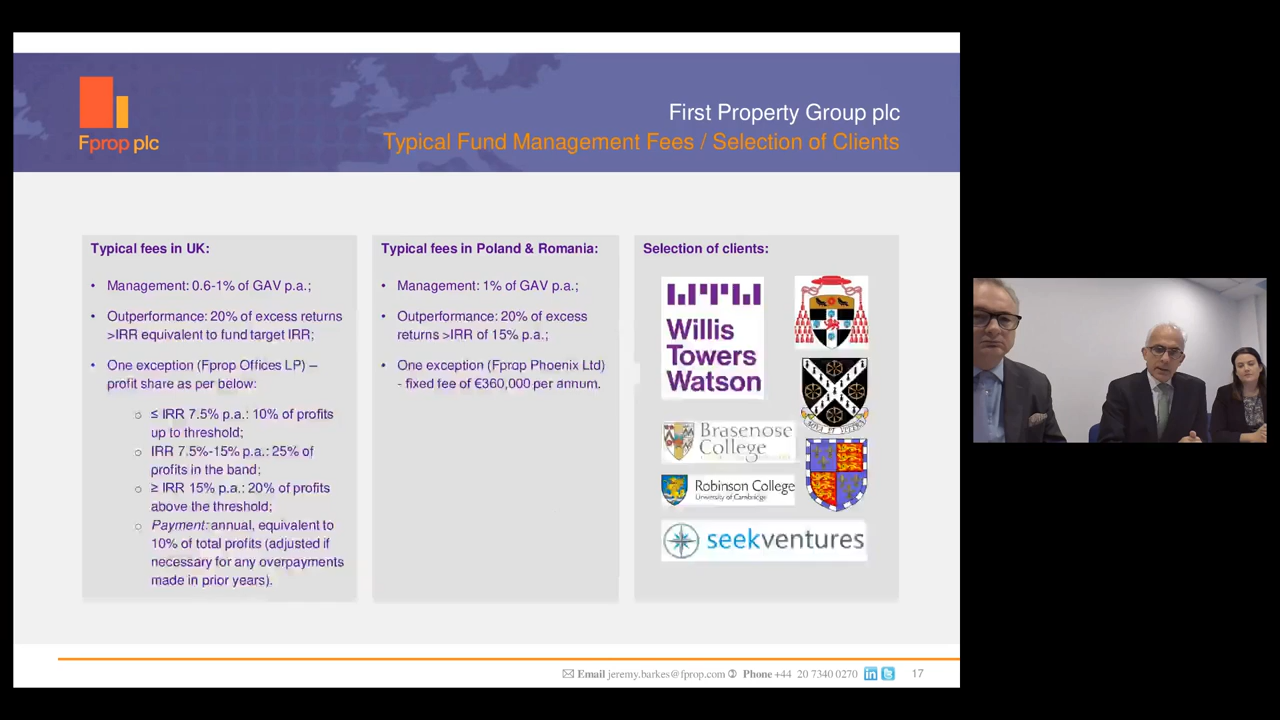 Fprop plc
First Property Group plc
Typical Fund Management Fees / Selection of Clients
Typical fees in UK:
• Management: 0.6-1% of GAV p.a.;
• Outperformance: 20% of excess returns
>IRR equivalent to fund target IRR;
• One exception (Fprop Offices LP) –
profit share as per below:
○ ≤ IRR 7.5% p.a.: 10% of profits
up to threshold;
○ IRR 7.5%-15% p.a.: 25% of
profits in the band;
○ ≥ IRR 15% p.a.: 20% of profits
above the threshold;
○ Payment: annual, equivalent to
10% of total profits (adjusted if
necessary for any overpayments
made in prior years).
Typical fees in Poland & Romania:
• Management: 1% of GAV p.a.;
• Outperformance: 20% of excess
returns >IRR of 15% p.a.;
• One exception (Fprop Phoenix Ltd)
- fixed fee of €360,000 per annum.
Selection of clients:
Willis
Towers
Watson
Brasenose
College
Robinson College
University of Cambridge
seekventures
Email jeremy.barkes@fprop.com Phone +44 20 7340 0270
17